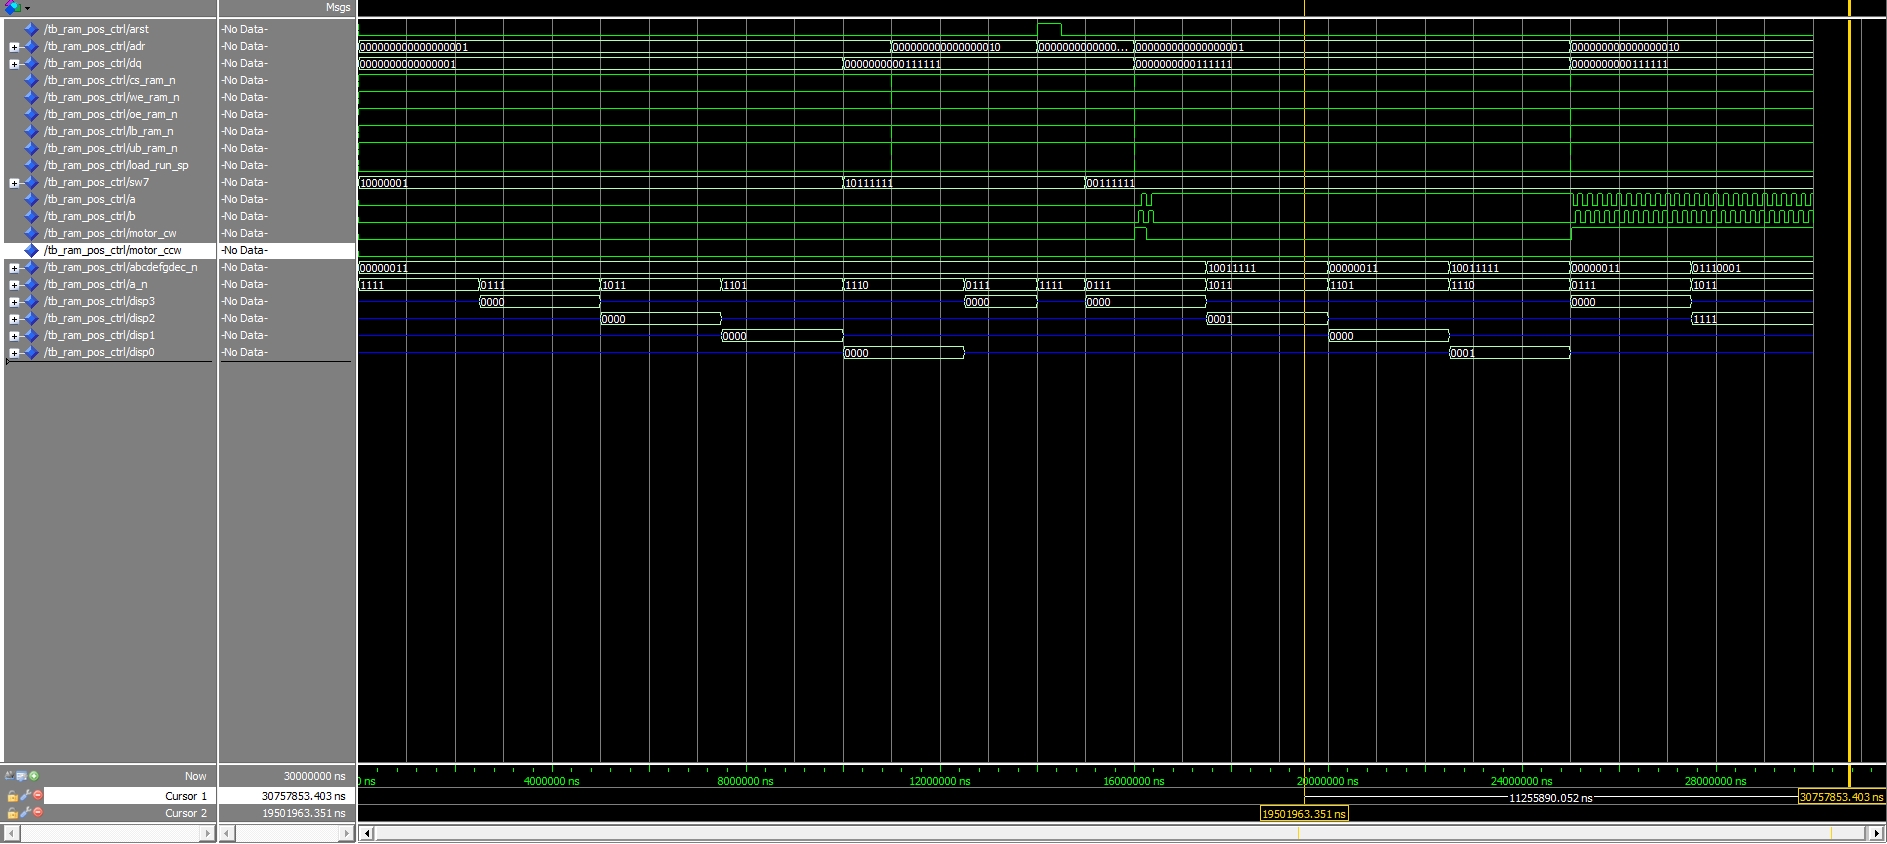 Msgs
/tb_ram_pos_ctrl/arst -No Data-
/tb_ram_pos_ctrl/adr -No Data- 000000000000000001 000000000000000010 0000000000000... 000000000000000001 000000000000000010
/tb_ram_pos_ctrl/dq -No Data- 0000000000000001 0000000000111111 0000000000111111 0000000000111111
/tb_ram_pos_ctrl/cs_ram_n -No Data-
/tb_ram_pos_ctrl/we_ram_n -No Data-
/tb_ram_pos_ctrl/oe_ram_n -No Data-
/tb_ram_pos_ctrl/lb_ram_n -No Data-
/tb_ram_pos_ctrl/ub_ram_n -No Data-
/tb_ram_pos_ctrl/load_run_sp -No Data-
/tb_ram_pos_ctrl/sw7 -No Data- 10000001 10111111 00111111
/tb_ram_pos_ctrl/a -No Data-
/tb_ram_pos_ctrl/b -No Data-
/tb_ram_pos_ctrl/motor_cw -No Data-
/tb_ram_pos_ctrl/motor_ccw -No Data-
/tb_ram_pos_ctrl/abcdefgdec_n -No Data- 00000011 10011111 00000011 10011111 00000011 01110001
/tb_ram_pos_ctrl/a_n -No Data- 1111 0111 1011 1101 1110 0111 1111 0111 1011 1101 1110 0111 1011
/tb_ram_pos_ctrl/disp3 -No Data- 0000 0000 0000 0000
/tb_ram_pos_ctrl/disp2 -No Data- 0000 0001 1111
/tb_ram_pos_ctrl/disp1 -No Data- 0000 0000
/tb_ram_pos_ctrl/disp0 -No Data- 0000 0001
Now 30000000 ns 0 ns 4000000 ns 8000000 ns 12000000 ns 16000000 ns 20000000 ns 24000000 ns 28000000 ns
Cursor 1 30757853.403 ns 11255890.052 ns 30757853.403 ns
Cursor 2 19501963.351 ns 19501963.351 ns